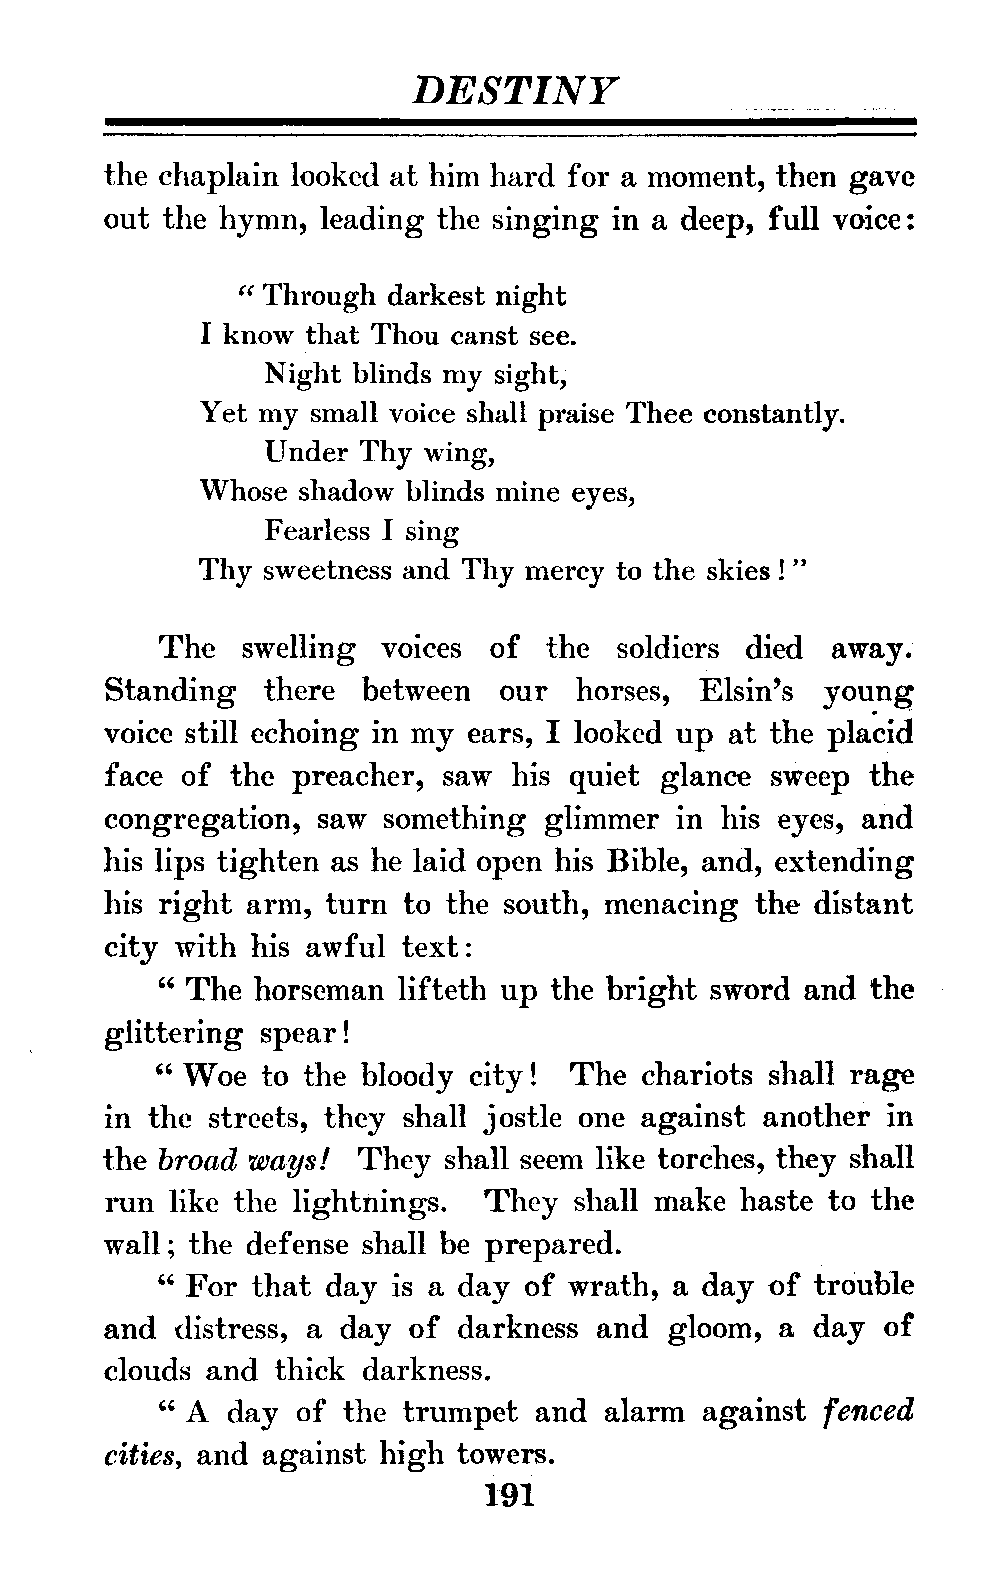 DESTINY
the chaplain looked at him hard for a moment, then gave
out the hymn, leading the singing in a deep, full voice:
“ Through darkest night
I know that Thou canst see.
Night blinds my sight,
Yet my small voice shall praise Thee constantly.
Under Thy wing,
Whose shadow blinds mine eyes,
Fearless I sing
Thy sweetness and Thy mercy to the skies ! ”
The swelling voices of the soldiers died away.
Standing there between our horses, Elsin’s young
voice still echoing in my ears, I looked up at the placid
face of the preacher, saw his quiet glance sweep the
congregation, saw something glimmer in his eyes, and
his lips tighten as he laid open his Bible, and, extending
his right arm, turn to the south, menacing the distant
city with his awful text:
“ The horseman lifteth up the bright sword and the
glittering spear!
“ Woe to the bloody city! The chariots shall rage
in the streets, they shall jostle one against another in
the broad ways! They shall seem like torches, they shall
run like the lightnings. They shall make haste to the
wall; the defense shall be prepared.
“ For that day is a day of wrath, a day of trouble
and distress, a day of darkness and gloom, a day of
clouds and thick darkness.
“ A day of the trumpet and alarm against fenced
cities, and against high towers.
191